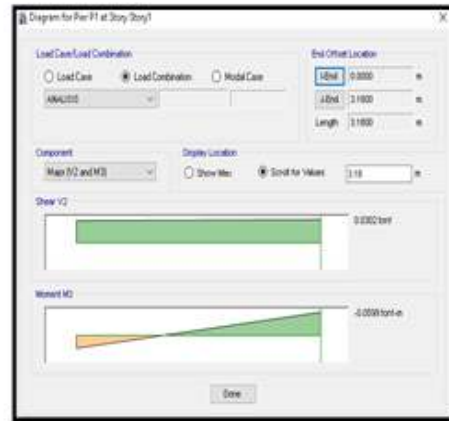 Diagram for Pier P1 at Story Story1
Load Case/Load Combination
Load Case
Load Combination
Modal Case
ANALISIS
End Offset Location
I-End
0.0000
m
J-End
3.1800
m
Length
3.1800
m
Component
Major (V2 and M3)
Display Location
Show Max
Scroll for Values
3.18
m
Shear V2
0.0302 tonf
Moment M3
-0.0598 tonf-m
Done